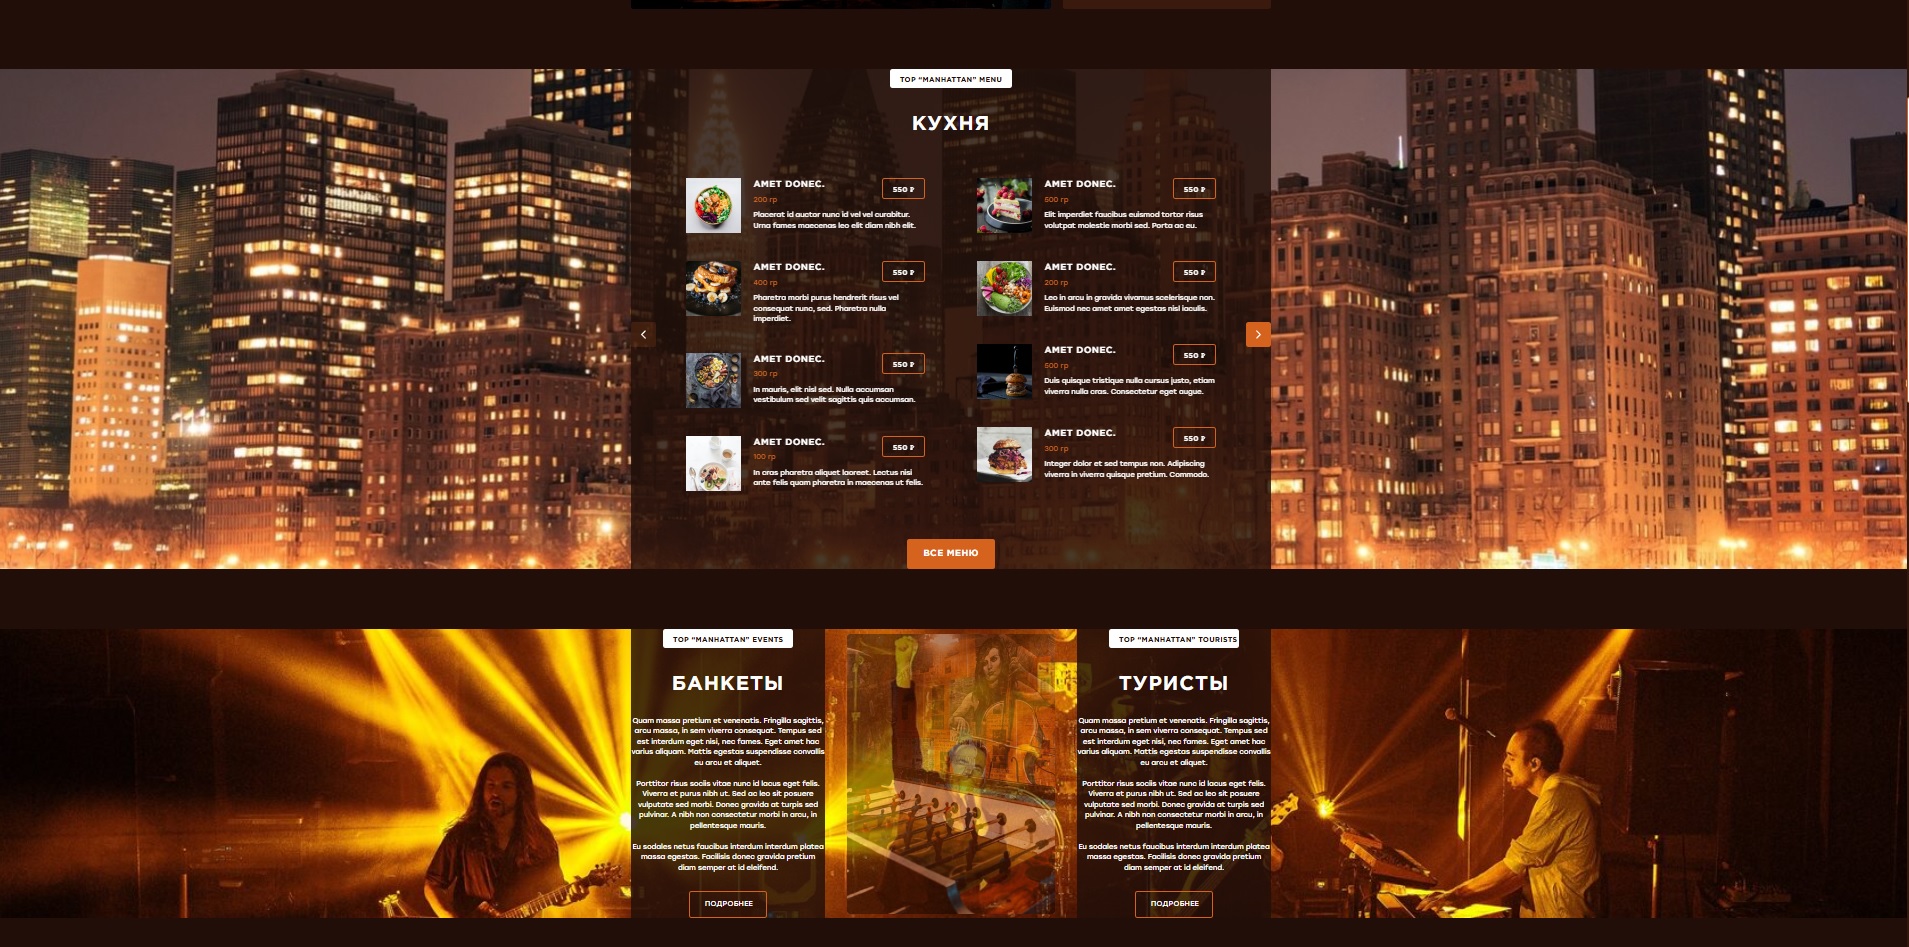 TOP “MANHATTAN” MENU
КУХНЯ
AMET DONEC.
550 ₽
200 гр
Placerat id auctor nunc id vel vel curabitur.
Urna fames maecenas leo elit diam nibh elit.
AMET DONEC.
550 ₽
400 гр
Pharetra morbi purus hendrerit risus vel
consequat nunc, sed. Pharetra nulla
imperdiet.
AMET DONEC.
550 ₽
300 гр
In mauris, elit nisl sed. Nulla accumsan
vestibulum sed velit sagittis quis accumsan.
AMET DONEC.
550 ₽
100 гр
In cras pharetra aliquet laoreet. Lectus nisi
ante felis quam pharetra in maecenas ut felis.
AMET DONEC.
550 ₽
500 гр
Elit imperdiet faucibus euismod tortor risus
volutpat molestie morbi sed. Porta ac eu.
AMET DONEC.
550 ₽
200 гр
Leo in arcu in gravida vivamus scelerisque non.
Euismod nec amet amet egestas nisl iaculis.
AMET DONEC.
550 ₽
600 гр
Duis quisque tristique nulla cursus justo, etiam
viverra nulla cras. Consectetur eget augue.
AMET DONEC.
550 ₽
300 гр
Integer dolor et sed tempus non. Adipiscing
viverra in viverra quisque pretium. Commodo.
ВСЕ МЕНЮ
TOP “MANHATTAN” EVENTS
БАНКЕТЫ
Quam massa pretium et venenatis. Fringilla sagittis,
arcu massa, in sem viverra consequat. Tempus sed
est interdum eget nisi, nec fames. Eget amet hac
varius aliquam. Mattis egestas suspendisse convallis
eu arcu et aliquet.
Porttitor risus sociis vitae nunc id lacus eget felis.
Viverra et purus nibh ut. Sed ac leo sit posuere
vulputate sed morbi. Donec gravida at turpis sed
pulvinar. A nibh non consectetur morbi in arcu, in
pellentesque mauris.
Eu sodales netus faucibus interdum interdum platea
massa egestas. Facilisis donec gravida pretium
diam semper at id eleifend.
ПОДРОБНЕЕ
TOP “MANHATTAN” TOURISTS
ТУРИСТЫ
Quam massa pretium et venenatis. Fringilla sagittis,
arcu massa, in sem viverra consequat. Tempus sed
est interdum eget nisi, nec fames. Eget amet hac
varius aliquam. Mattis egestas suspendisse convallis
eu arcu et aliquet.
Porttitor risus sociis vitae nunc id lacus eget felis.
Viverra et purus nibh ut. Sed ac leo sit posuere
vulputate sed morbi. Donec gravida at turpis sed
pulvinar. A nibh non consectetur morbi in arcu, in
pellentesque mauris.
Eu sodales netus faucibus interdum interdum platea
massa egestas. Facilisis donec gravida pretium
diam semper at id eleifend.
ПОДРОБНЕЕ